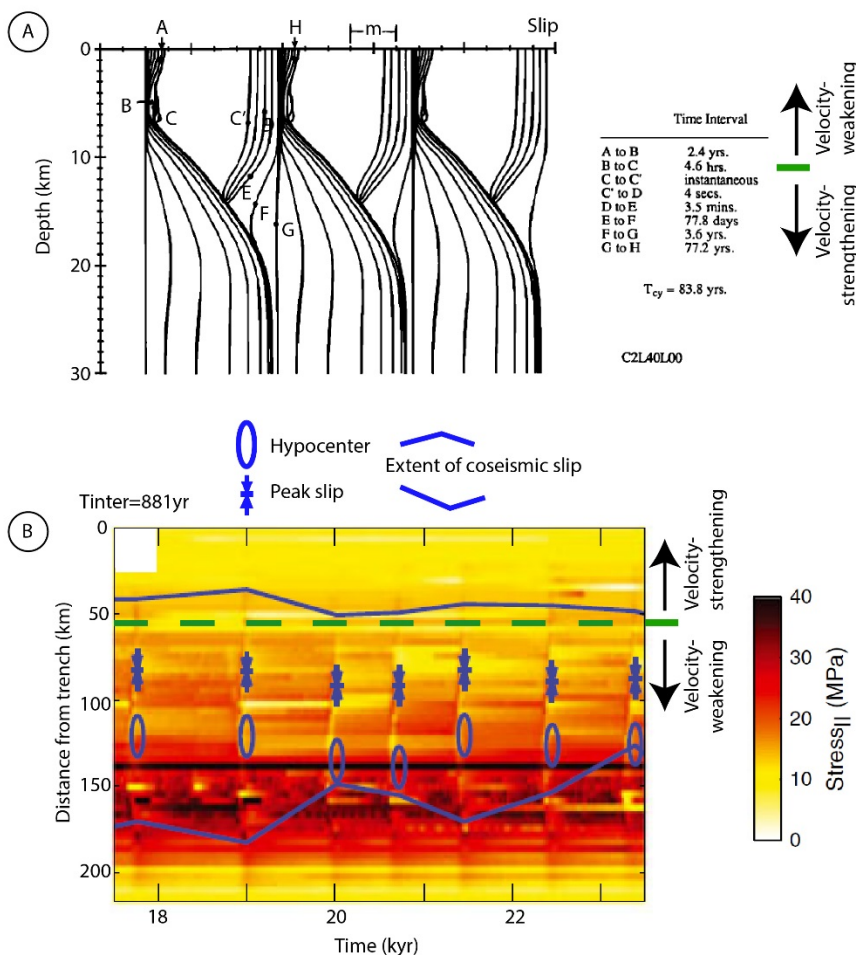 A
A
H
m
Slip
0
10
20
30
Depth (km)
B
C
C'
D
E
F
G
Time Interval
A to B 2.4 yrs.
B to C 4.6 hrs.
C to C' instantaneous
C' to D 4 secs.
D to E 3.5 mins.
E to F 77.8 days
F to G 3.6 yrs.
G to H 77.2 yrs.
Tcy = 83.8 yrs.
C2L40L00
Velocity-
weakening
Velocity-
strengthening
Hypocenter
Peak slip
Extent of coseismic slip
Tinter=881yr
B
0
50
100
150
200
Distance from trench (km)
18
20
22
Time (kyr)
Velocity-
strengthening
Velocity-
weakening
40
30
20
10
0
Stress|| (MPa)